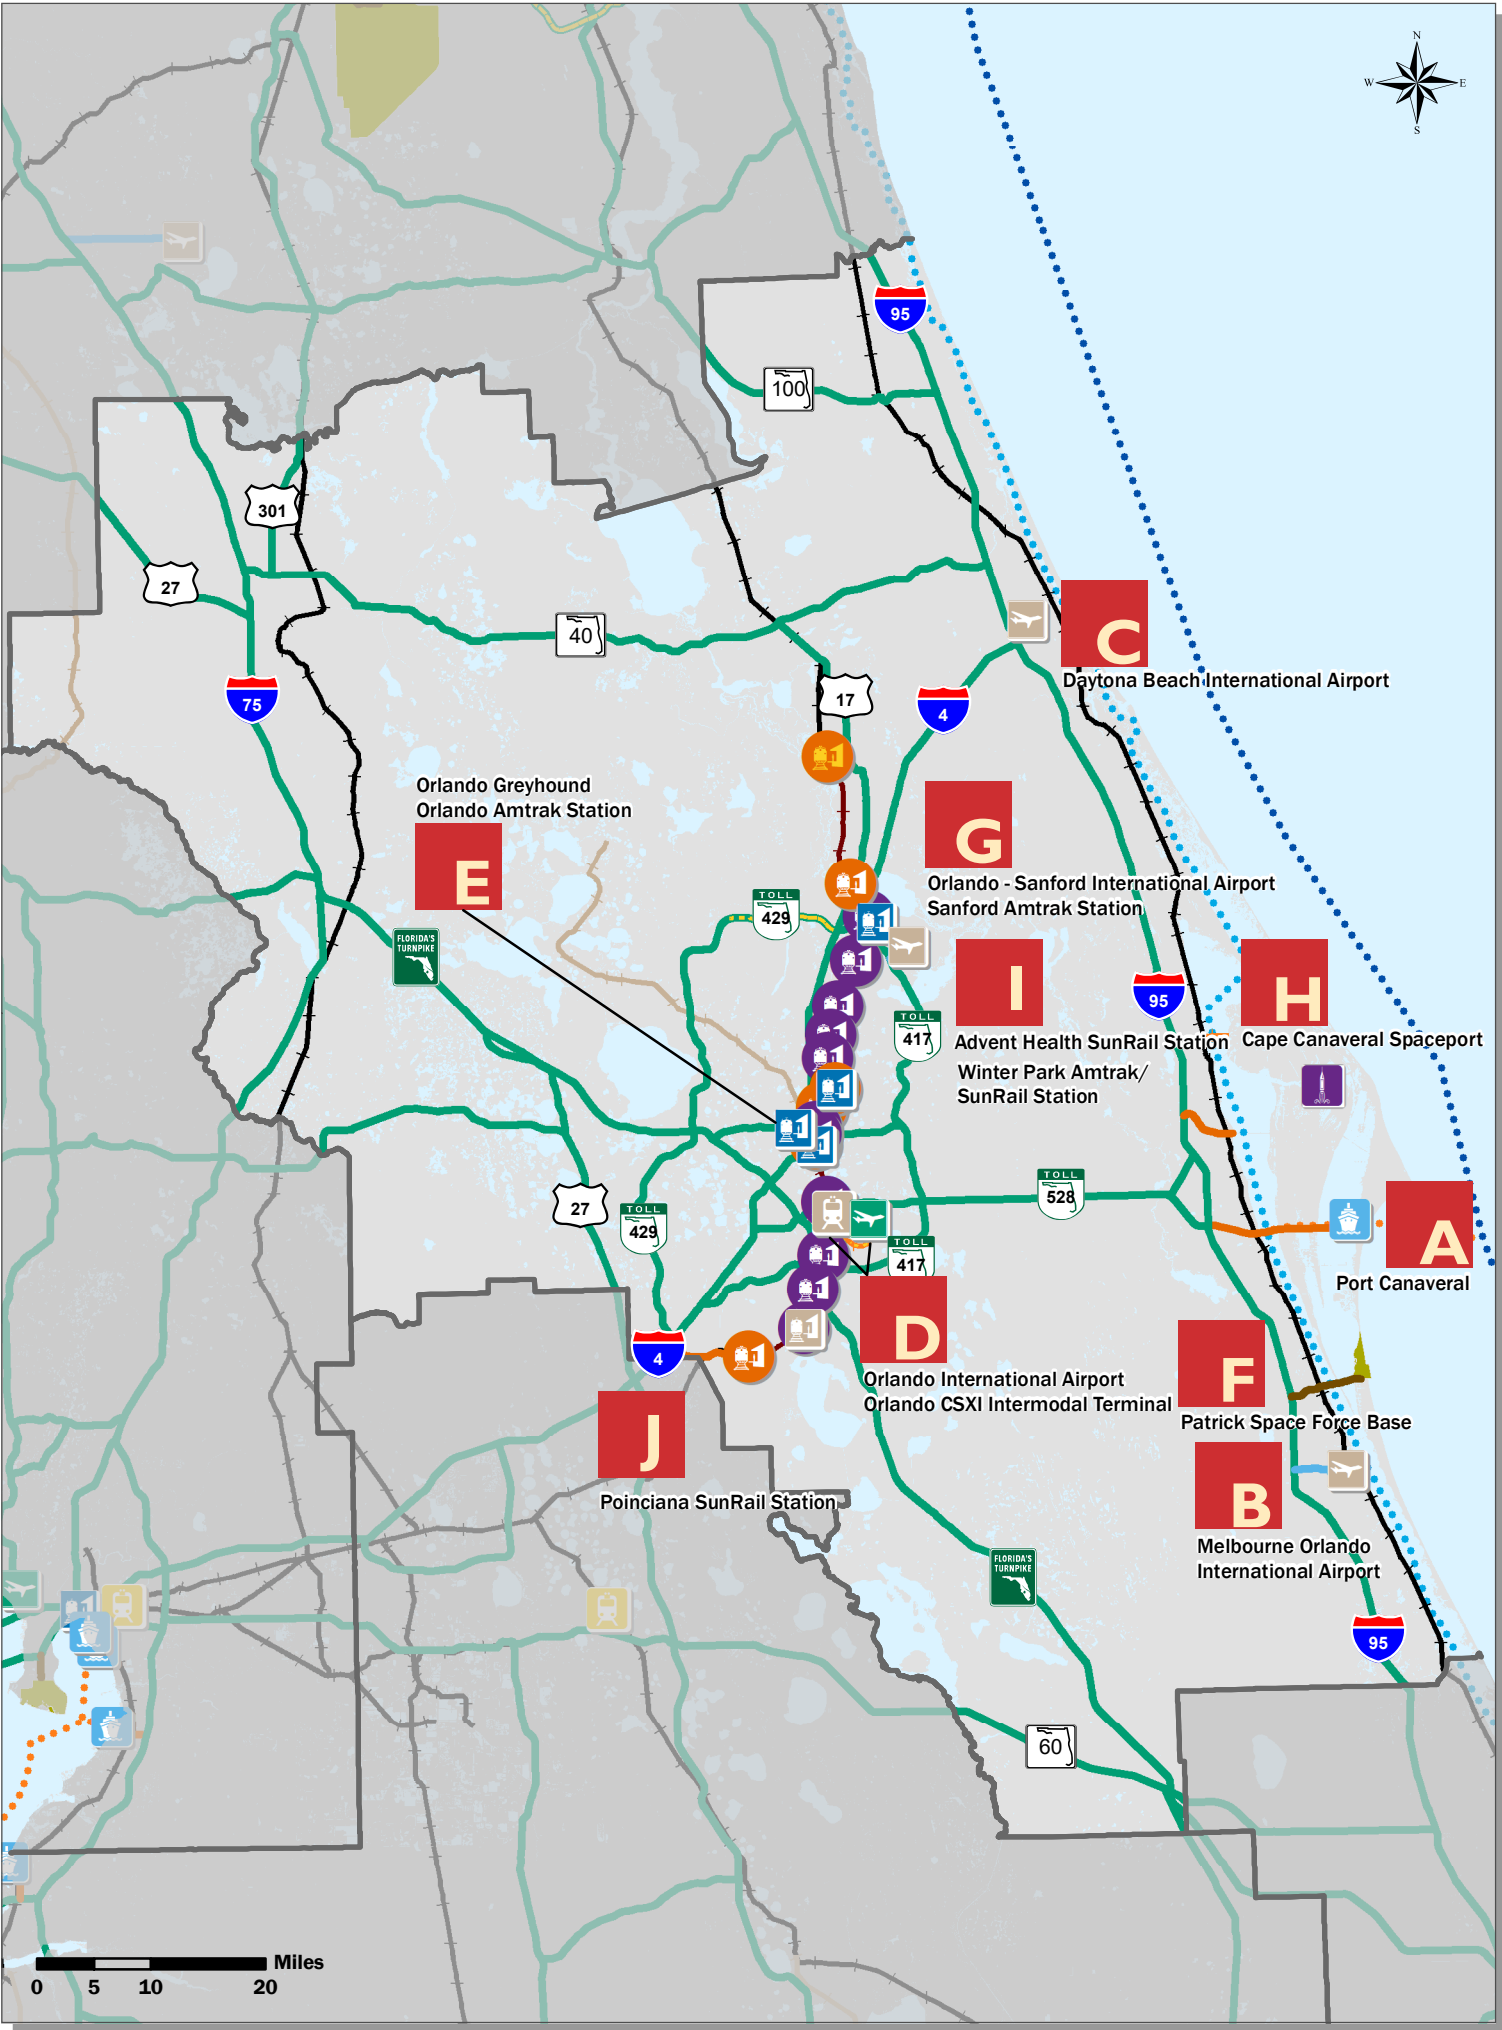 N
W E
S
95
100
301
27
40
C
Daytona Beach International Airport
75
17
4
Orlando Greyhound
Orlando Amtrak Station
E
G
Orlando - Sanford International Airport
Sanford Amtrak Station
TOLL
429
FLORIDA'S
TURNPIKE
I
Advent Health SunRail Station
Winter Park Amtrak/
SunRail Station
95
H
Cape Canaveral Spaceport
TOLL
417
27
TOLL
429
TOLL
528
A
Port Canaveral
TOLL
417
D
Orlando International Airport
Orlando CSXI Intermodal Terminal
4
F
Patrick Space Force Base
J
Poinciana SunRail Station
B
Melbourne Orlando
International Airport
FLORIDA'S
TURNPIKE
95
60
Miles
0 5 10 20